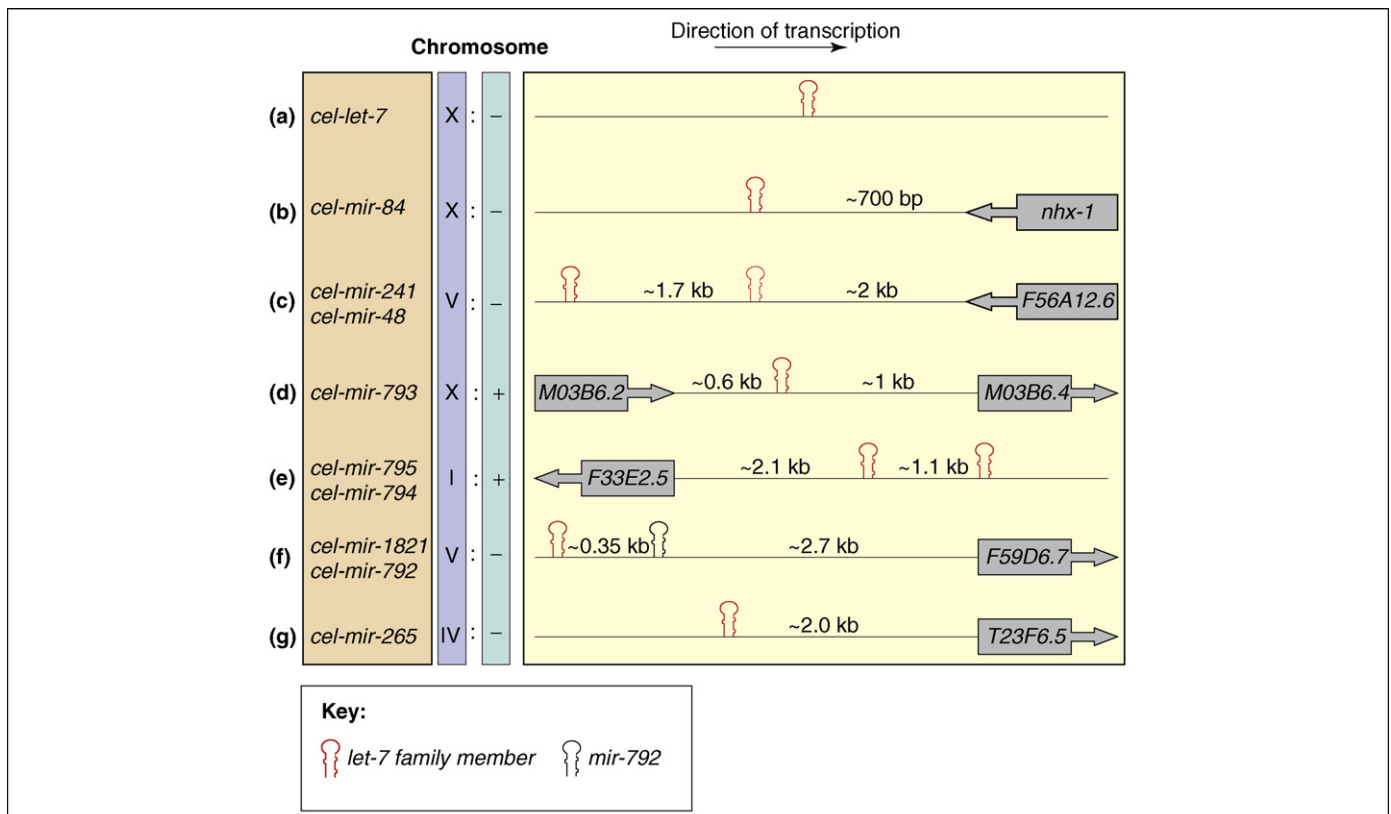 Direction of transcription
Chromosome
(a) cel-let-7 X : –
(b) cel-mir-84 X : – ~700 bp nhx-1
(c) cel-mir-241 cel-mir-48 V : – ~1.7 kb ~2 kb F56A12.6
(d) cel-mir-793 X : + M03B6.2 ~0.6 kb ~1 kb M03B6.4
(e) cel-mir-795 cel-mir-794 I : + F33E2.5 ~2.1 kb ~1.1 kb
(f) cel-mir-1821 cel-mir-792 V : – ~0.35 kb ~2.7 kb F59D6.7
(g) cel-mir-265 IV : – ~2.0 kb T23F6.5
Key:
let-7 family member mir-792